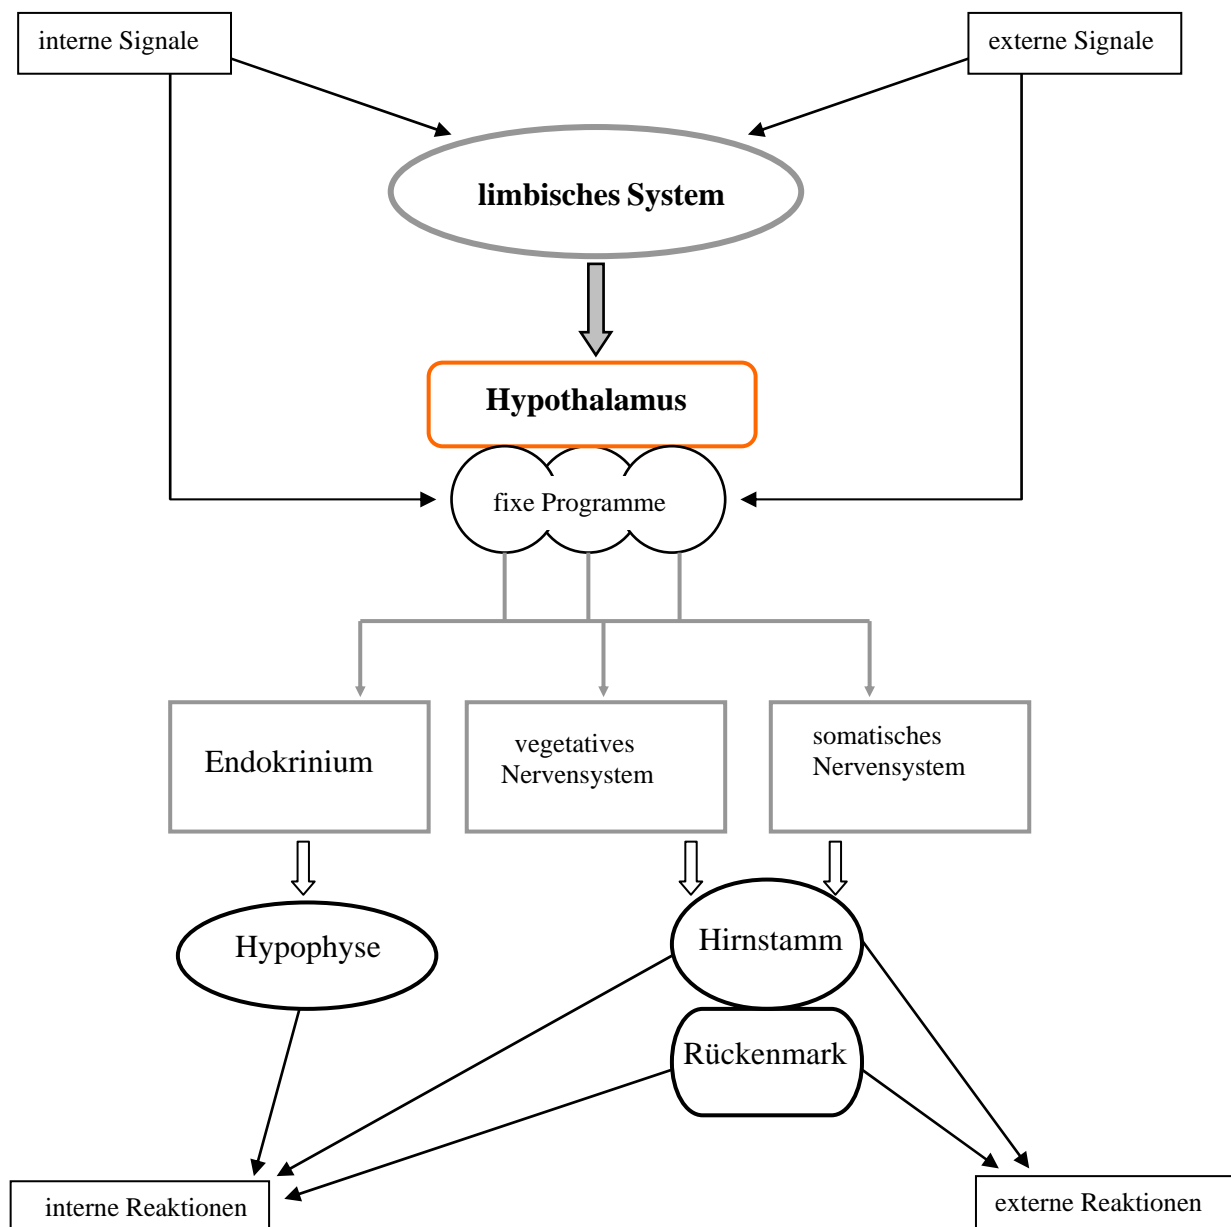 interne Signale
externe Signale
limbisches System
Hypothalamus
fixe Programme
Endokrinium
vegetatives
Nervensystem
somatisches
Nervensystem
Hypophyse
Hirnstamm
Rückenmark
interne Reaktionen
externe Reaktionen